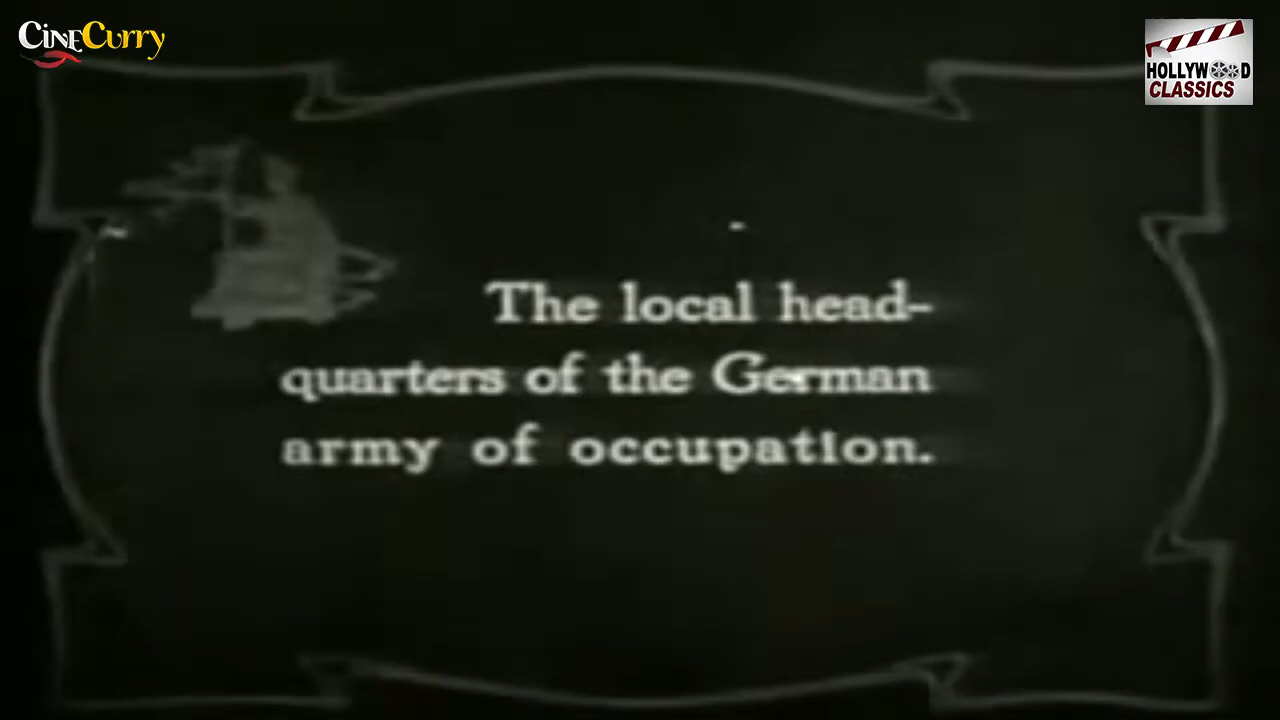 CINECURRY
HOLLYWOOD
CLASSICS
The local head-
quarters of the German
army of occupation.